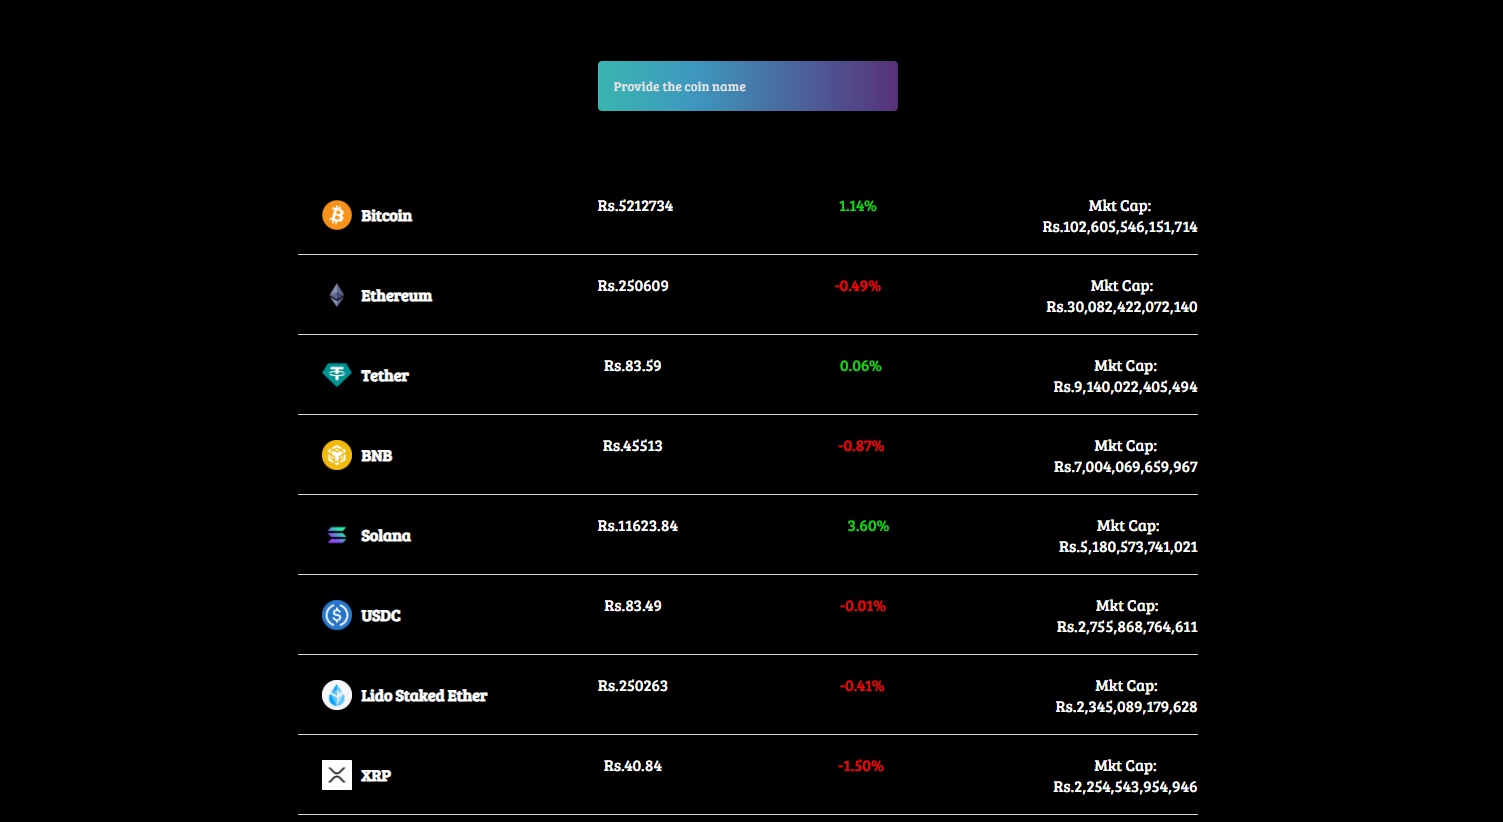 Provide the coin name
Bitcoin Rs.5212734 1.14% Mkt Cap:
Rs.102,605,546,151,714
Ethereum Rs.250609 -0.49% Mkt Cap:
Rs.30,082,422,072,140
Tether Rs.83.59 0.06% Mkt Cap:
Rs.9,140,022,405,494
BNB Rs.45513 -0.87% Mkt Cap:
Rs.7,004,069,659,967
Solana Rs.11623.84 3.60% Mkt Cap:
Rs.5,180,573,741,021
USDC Rs.83.49 -0.01% Mkt Cap:
Rs.2,755,868,764,611
Lido Staked Ether Rs.250263 -0.41% Mkt Cap:
Rs.2,345,089,179,628
XRP Rs.40.84 -1.50% Mkt Cap:
Rs.2,254,543,954,946